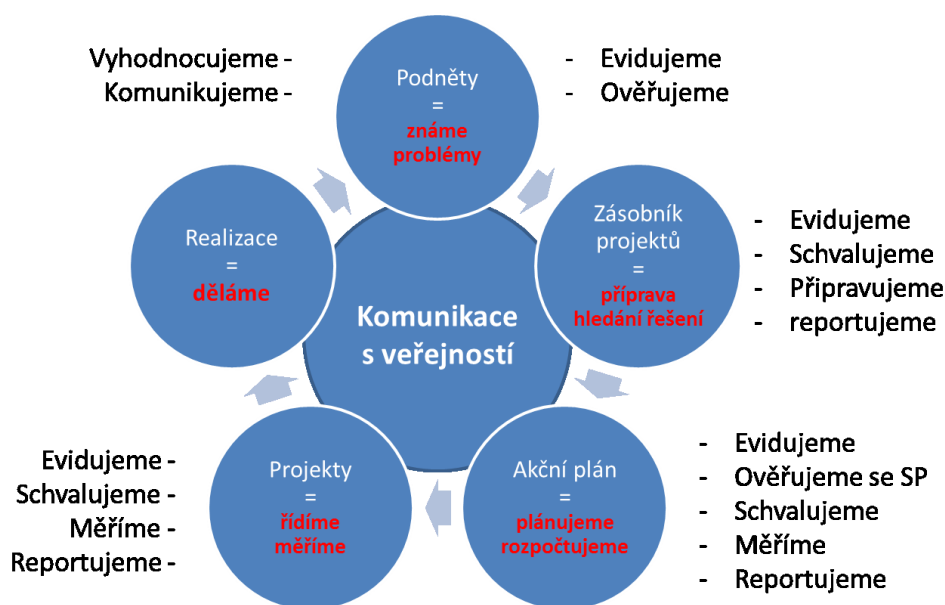 Vyhodnocujeme -
Komunikujeme -
Podněty
=
známe
problémy
- Evidujeme
- Ověřujeme
Zásobník
projektů
=
příprava
hledání řešení
- Evidujeme
- Schvalujeme
- Připravujeme
- reportujeme
Realizace
=
děláme
Komunikace
s veřejností
Evidujeme -
Schvalujeme -
Měříme -
Reportujeme -
Projekty
=
řídíme
měříme
Akční plán
=
plánujeme
rozpočtujeme
- Evidujeme
- Ověřujeme se SP
- Schvalujeme
- Měříme
- Reportujeme